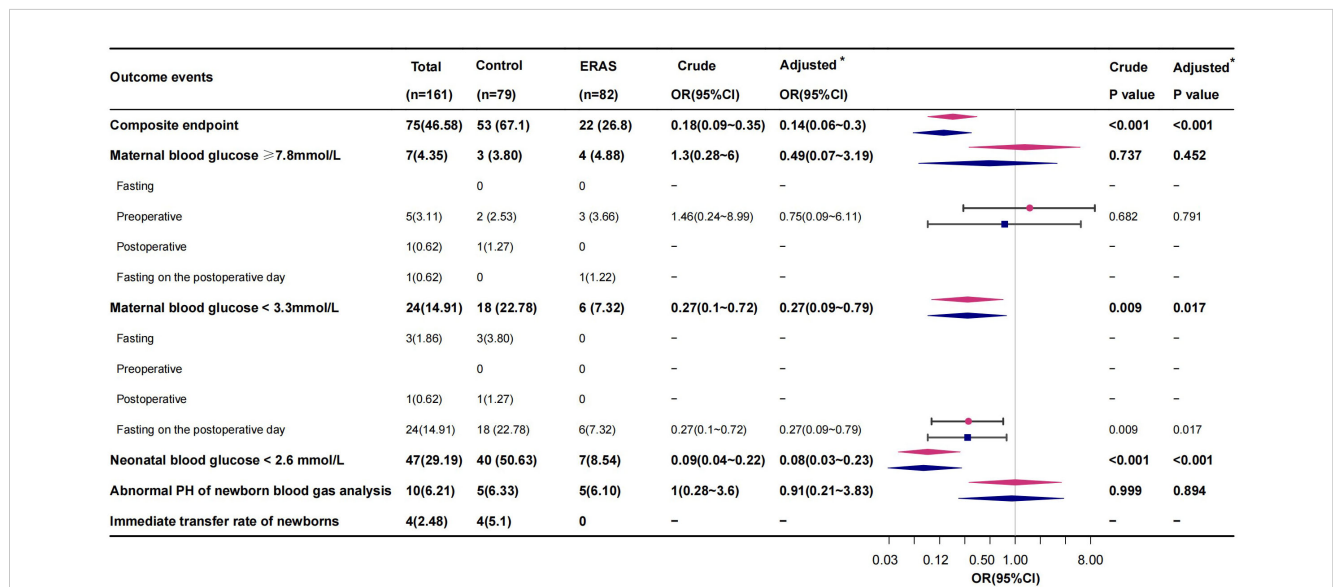 Outcome events Total Control ERAS Crude Adjusted * Crude Adjusted*
(n=161) (n=79) (n=82) OR(95%CI) OR(95%CI) P value P value
Composite endpoint 75(46.58) 53 (67.1) 22 (26.8) 0.18(0.09~0.35) 0.14(0.06~0.3) <0.001 <0.001
Maternal blood glucose ⩾7.8mmol/L 7(4.35) 3 (3.80) 4 (4.88) 1.3(0.28~6) 0.49(0.07~3.19) 0.737 0.452
Fasting 0 0 − − − −
Preoperative 5(3.11) 2 (2.53) 3 (3.66) 1.46(0.24~8.99) 0.75(0.09~6.11) 0.682 0.791
Postoperative 1(0.62) 1(1.27) 0 − − − −
Fasting on the postoperative day 1(0.62) 0 1(1.22) − − − −
Maternal blood glucose < 3.3mmol/L 24(14.91) 18 (22.78) 6 (7.32) 0.27(0.1~0.72) 0.27(0.09~0.79) 0.009 0.017
Fasting 3(1.86) 3(3.80) 0 − − − −
Preoperative 0 0 − − − −
Postoperative 1(0.62) 1(1.27) 0 − − − −
Fasting on the postoperative day 24(14.91) 18 (22.78) 6(7.32) 0.27(0.1~0.72) 0.27(0.09~0.79) 0.009 0.017
Neonatal blood glucose < 2.6 mmol/L 47(29.19) 40 (50.63) 7(8.54) 0.09(0.04~0.22) 0.08(0.03~0.23) <0.001 <0.001
Abnormal PH of newborn blood gas analysis 10(6.21) 5(6.33) 5(6.10) 1(0.28~3.6) 0.91(0.21~3.83) 0.999 0.894
Immediate transfer rate of newborns 4(2.48) 4(5.1) 0 − − − −
0.03 0.12 0.50 1.00 8.00
OR(95%CI)